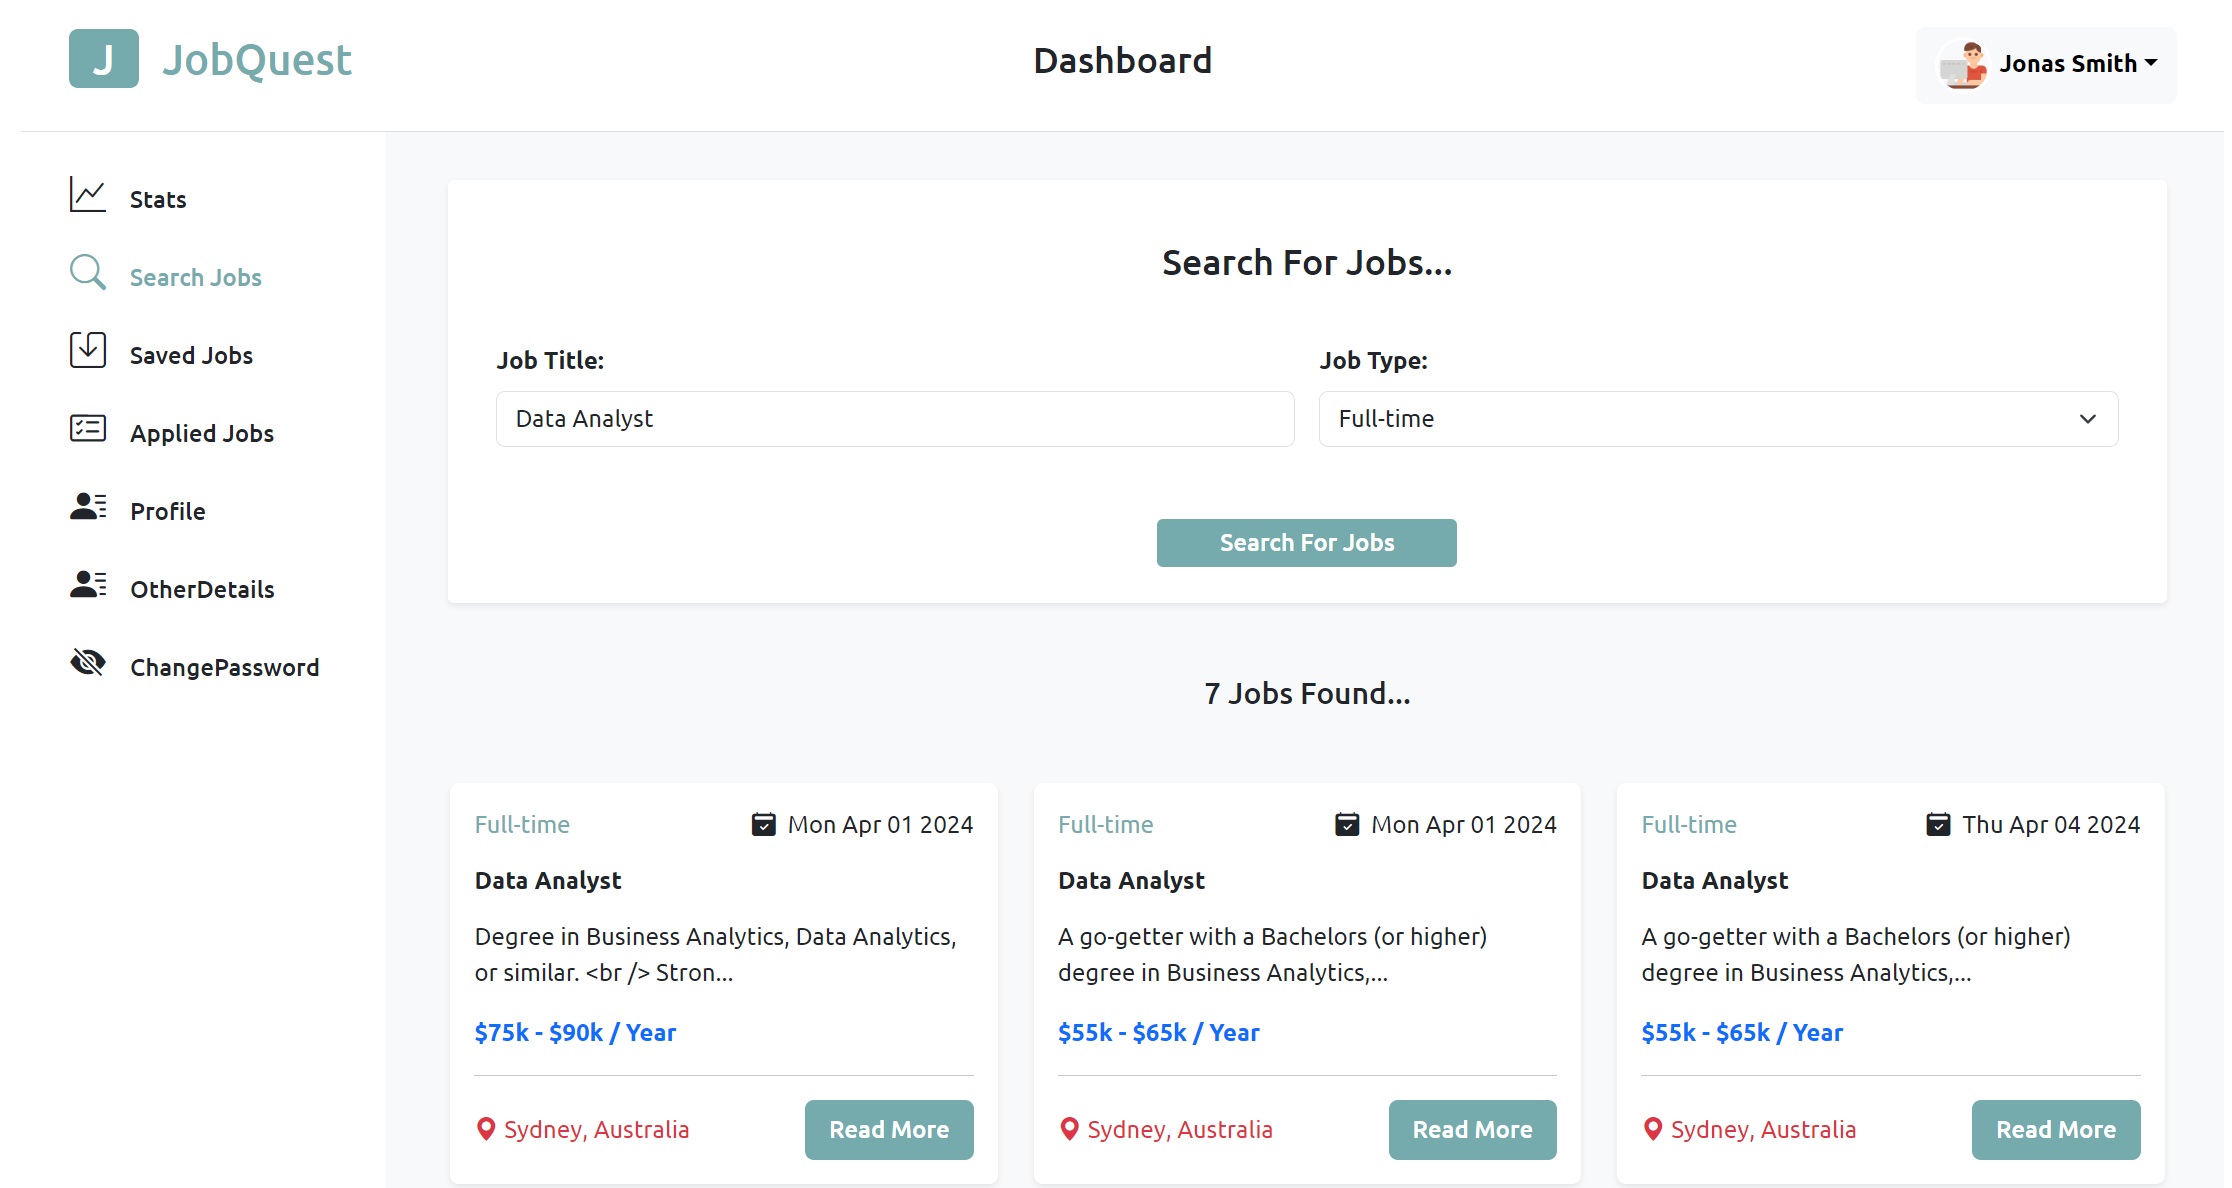 J JobQuest
Dashboard
Jonas Smith
Stats
Search Jobs
Saved Jobs
Applied Jobs
Profile
OtherDetails
ChangePassword
Search For Jobs...
Job Title:
Data Analyst
Job Type:
Full-time
Search For Jobs
7 Jobs Found...
Full-time
Mon Apr 01 2024
Data Analyst
Degree in Business Analytics, Data Analytics,
or similar. <br /> Stron...
$75k - $90k / Year
Sydney, Australia
Read More
Full-time
Mon Apr 01 2024
Data Analyst
A go-getter with a Bachelors (or higher)
degree in Business Analytics,...
$55k - $65k / Year
Sydney, Australia
Read More
Full-time
Thu Apr 04 2024
Data Analyst
A go-getter with a Bachelors (or higher)
degree in Business Analytics,...
$55k - $65k / Year
Sydney, Australia
Read More